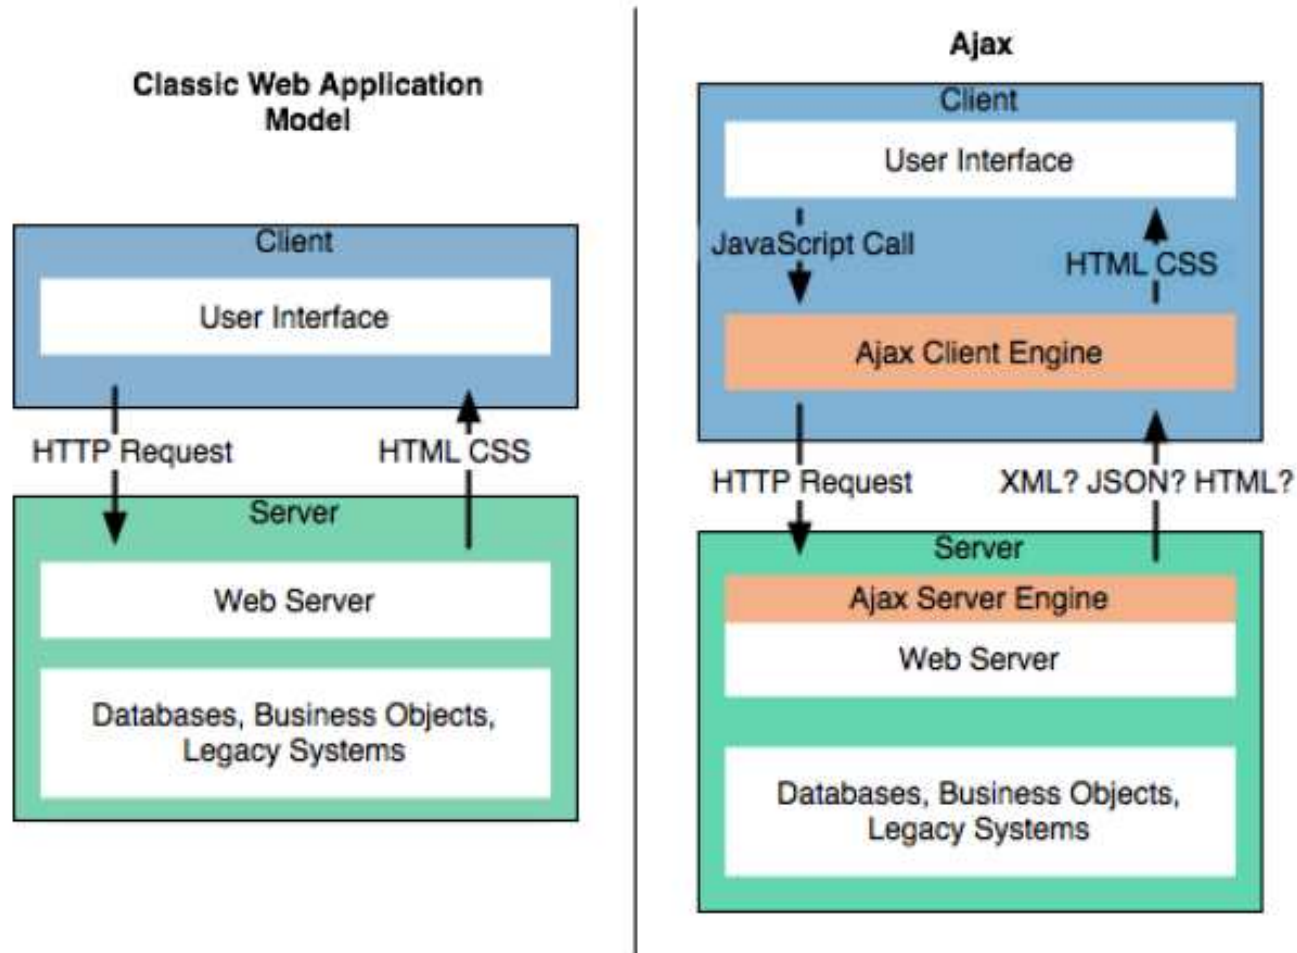 Classic Web Application
Model
Client
User Interface
HTTP Request
HTML CSS
Server
Web Server
Databases, Business Objects,
Legacy Systems
Ajax
Client
User Interface
JavaScript Call
HTML CSS
Ajax Client Engine
HTTP Request
XML? JSON? HTML?
Server
Ajax Server Engine
Web Server
Databases, Business Objects,
Legacy Systems